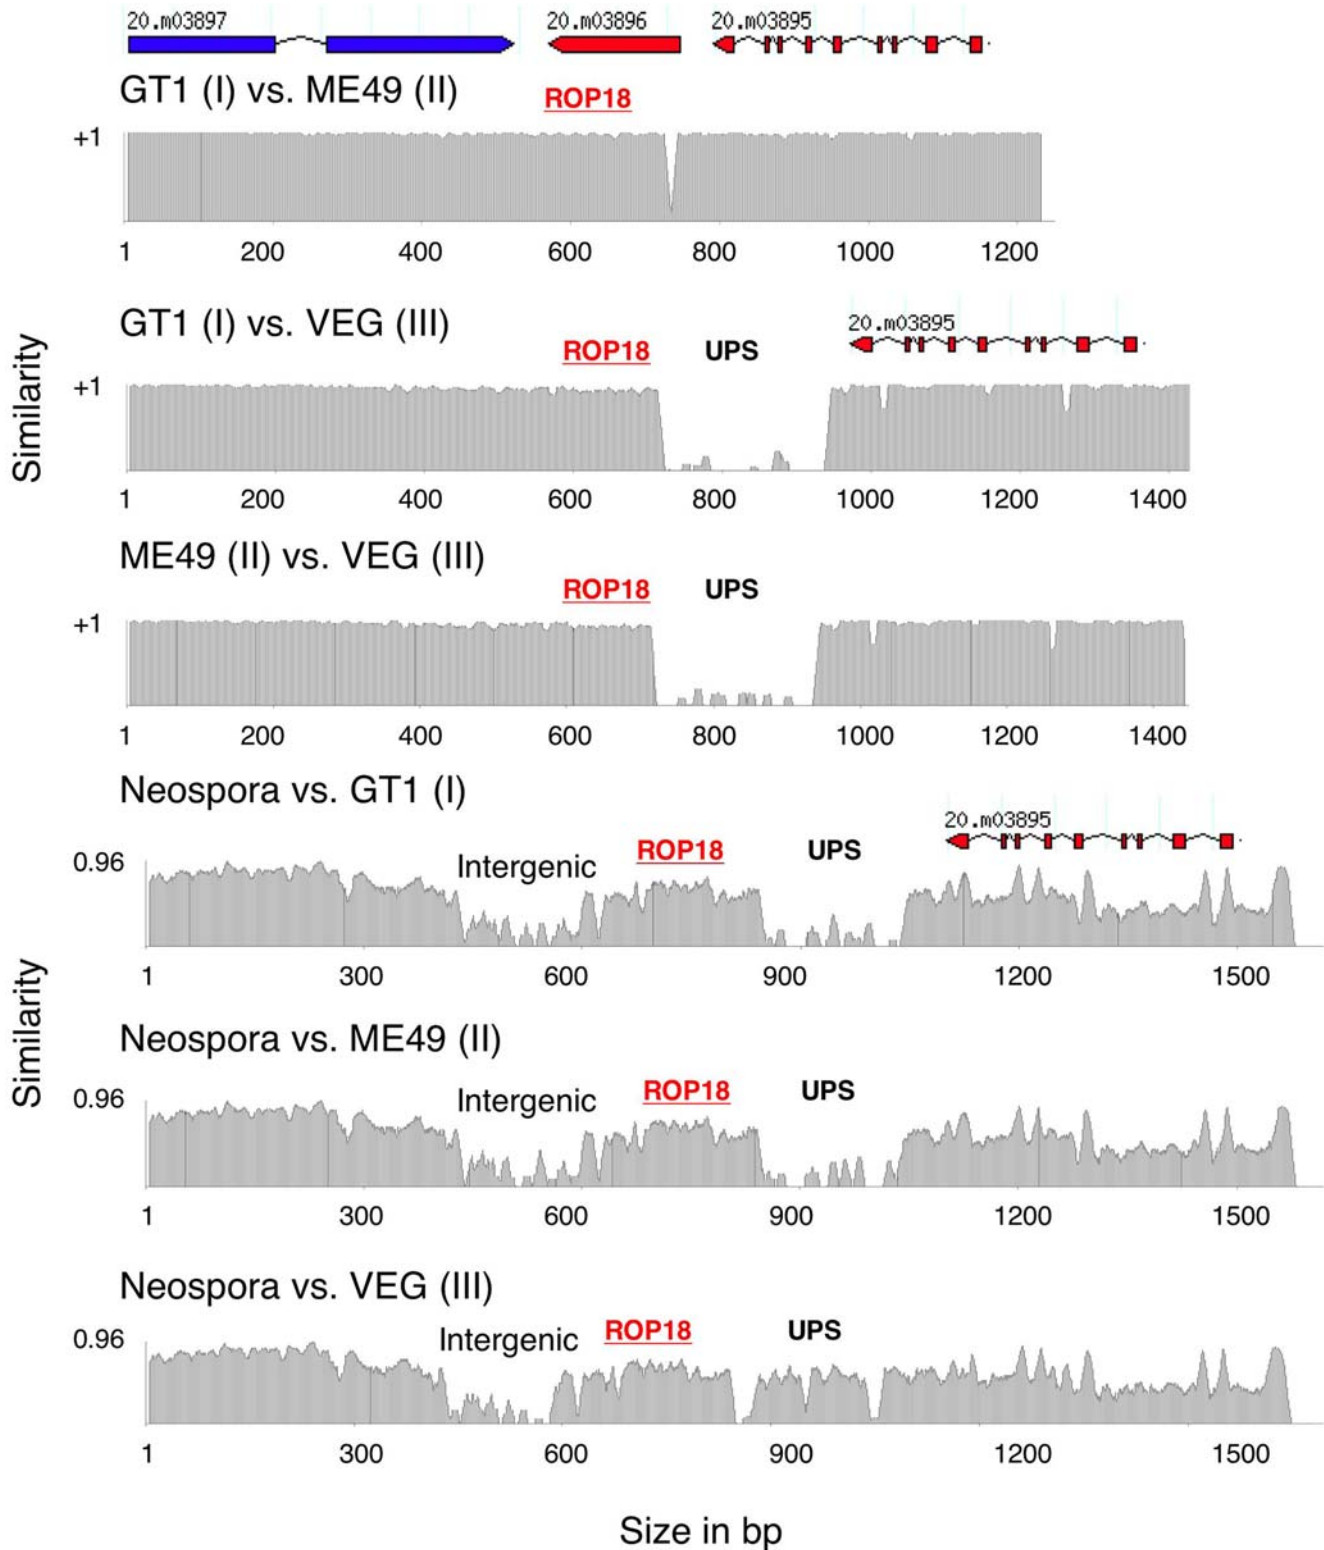 20.m03897 20.m03896 20.m03895
GT1 (I) vs. ME49 (II)
ROP18
+1
1 200 400 600 800 1000 1200
GT1 (I) vs. VEG (III)
20.m03895
ROP18 UPS
+1
Similarity
1 200 400 600 800 1000 1200 1400
ME49 (II) vs. VEG (III)
ROP18 UPS
+1
1 200 400 600 800 1000 1200 1400
Neospora vs. GT1 (I)
20.m03895
0.96
Intergenic ROP18 UPS
1 300 600 900 1200 1500
Similarity
Neospora vs. ME49 (II)
0.96
Intergenic ROP18 UPS
1 300 600 900 1200 1500
Neospora vs. VEG (III)
0.96
Intergenic ROP18 UPS
1 300 600 900 1200 1500
Size in bp